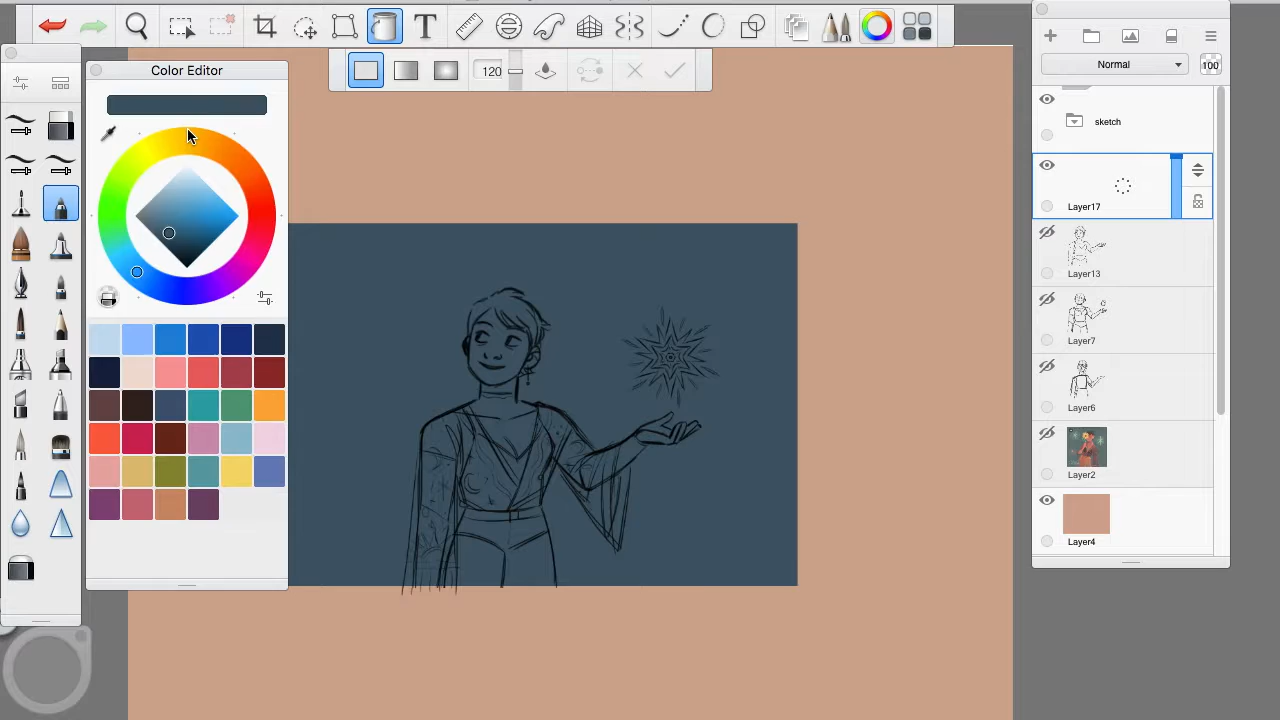 T
120
Color Editor
Normal
100
sketch
Layer17
Layer13
Layer7
Layer6
Layer2
Layer4